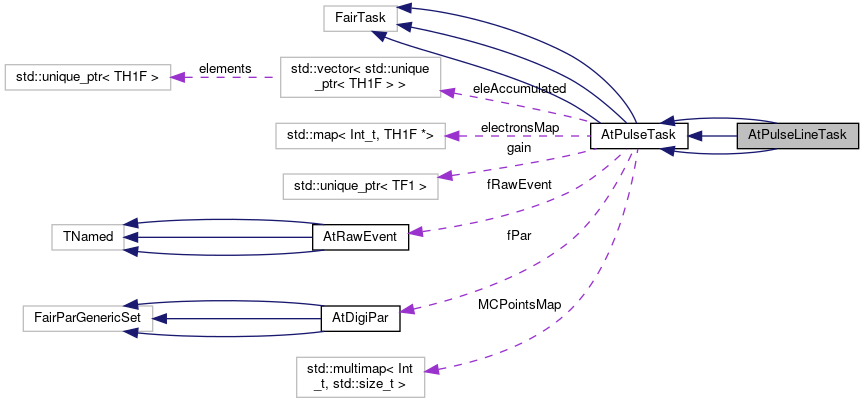 FairTask
std::unique_ptr< TH1F >
elements
std::vector< std::unique
_ptr< TH1F > >
eleAccumulated
std::map< Int_t, TH1F *>
electronsMap
AtPulseTask
AtPulseLineTask
gain
std::unique_ptr< TF1 >
fRawEvent
TNamed
AtRawEvent
fPar
FairParGenericSet
AtDigiPar
MCPointsMap
std::multimap< Int
_t, std::size_t >